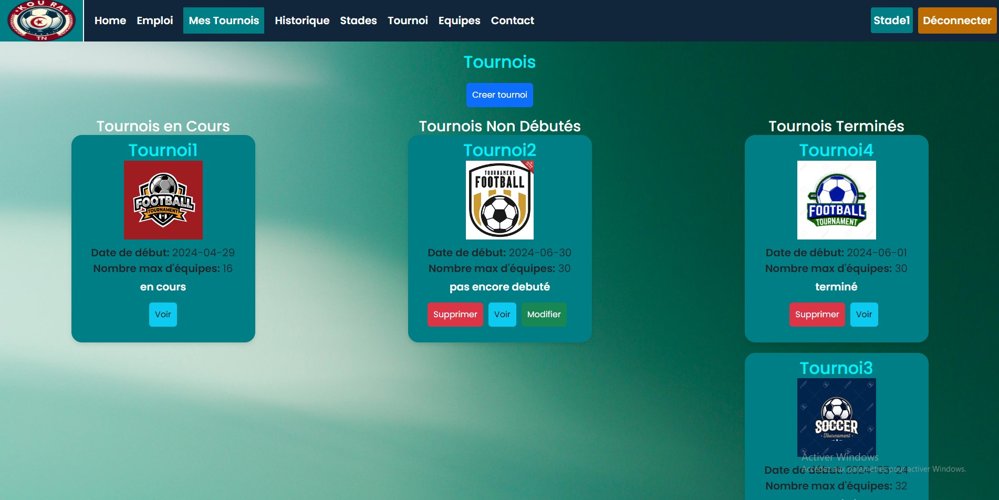 KOURA
TN
Home Emploi Mes Tournois Historique Stades Tournoi Equipes Contact
Stade1 Déconnecter
Tournois
Creer tournoi
Tournois en Cours
Tournoi1
FOOTBALL
TOURNAMENT
Date de début: 2024-04-29
Nombre max d'équipes: 16
en cours
Voir
Tournois Non Débutés
Tournoi2
TOURNAMENT
FOOTBALL
Date de début: 2024-06-30
Nombre max d'équipes: 30
pas encore debuté
Supprimer Voir Modifier
Tournois Terminés
Tournoi4
FOOTBALL
TOURNAMENT
Date de début: 2024-06-01
Nombre max d'équipes: 30
terminé
Supprimer Voir
Tournoi3
SOCCER
Tournament
Date de début: 2024-05-24
Nombre max d'équipes: 32
Activer Windows
Accédez aux paramètres pour activer Windows.